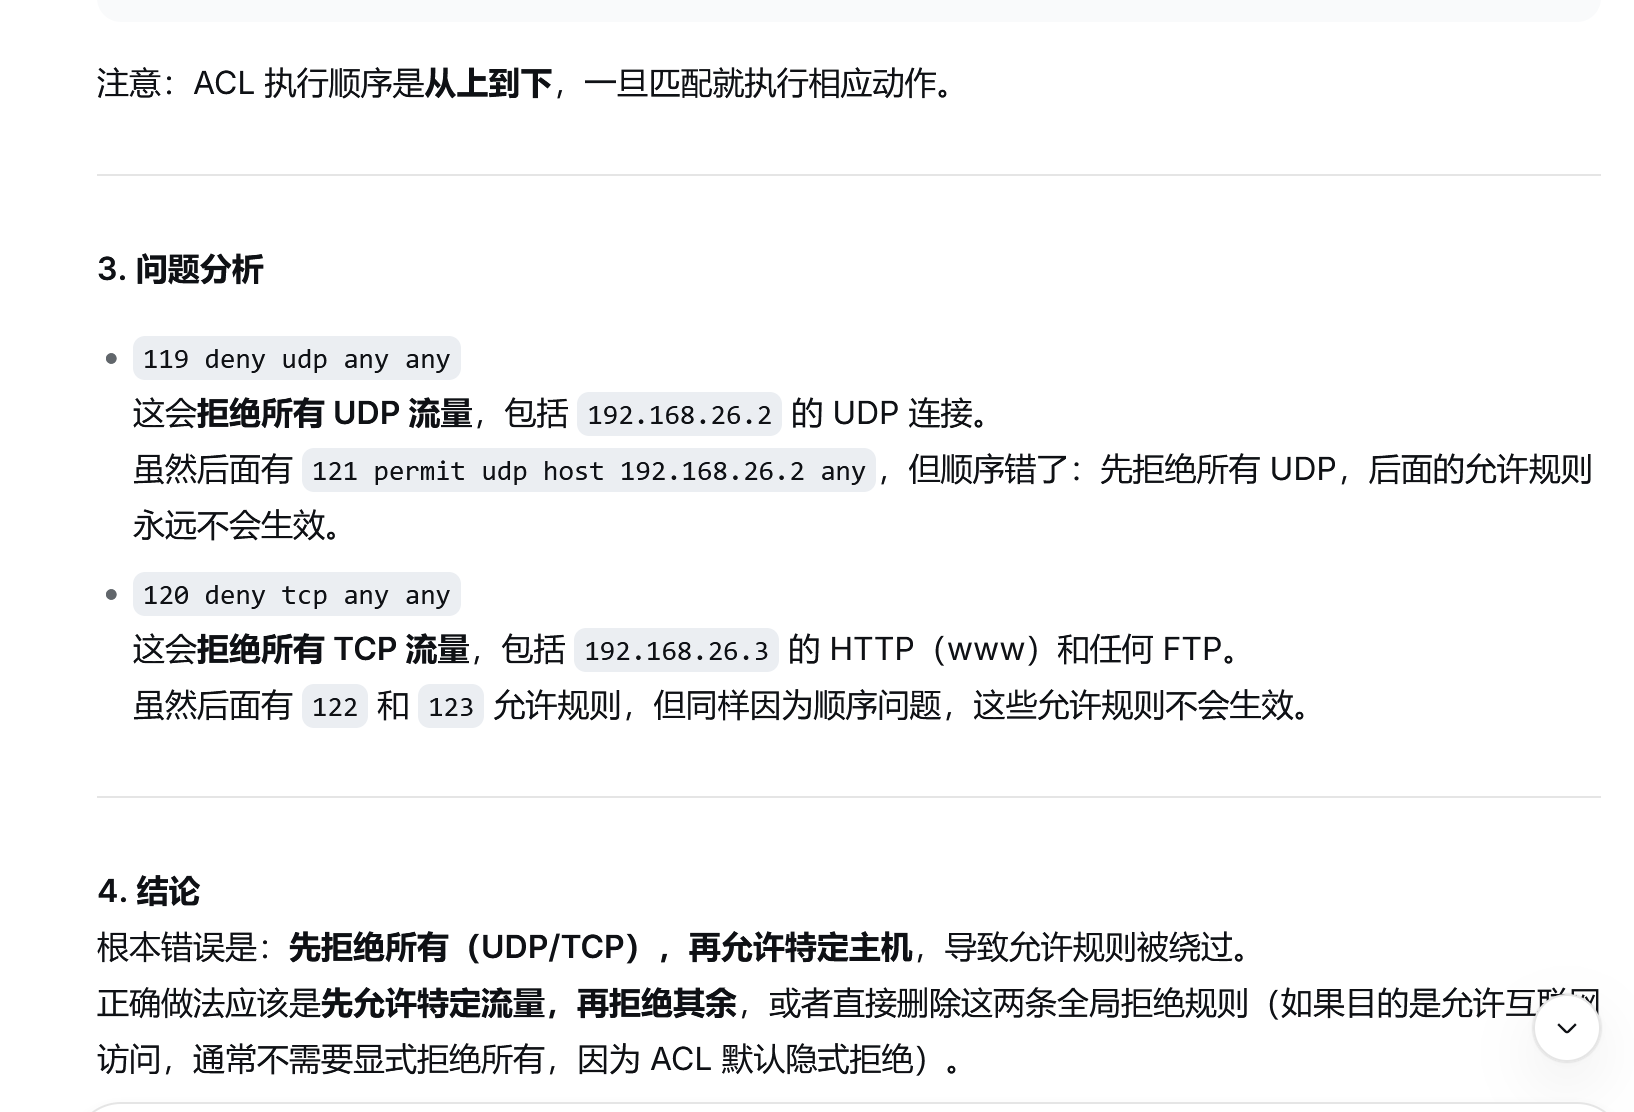 注意：ACL 执行顺序是从上到下，一旦匹配就执行相应动作。
3. 问题分析
119 deny udp any any
这会拒绝所有 UDP 流量，包括 192.168.26.2 的 UDP 连接。
虽然后面有 121 permit udp host 192.168.26.2 any，但顺序错了：先拒绝所有 UDP，后面的允许规则
永远不会生效。
120 deny tcp any any
这会拒绝所有 TCP 流量，包括 192.168.26.3 的 HTTP（www）和任何 FTP。
虽然后面有 122 和 123 允许规则，但同样因为顺序问题，这些允许规则不会生效。
4. 结论
根本错误是：先拒绝所有（UDP/TCP），再允许特定主机，导致允许规则被绕过。
正确做法应该是先允许特定流量，再拒绝其余，或者直接删除这两条全局拒绝规则（如果目的是允许互联网
访问，通常不需要显式拒绝所有，因为 ACL 默认隐式拒绝）。